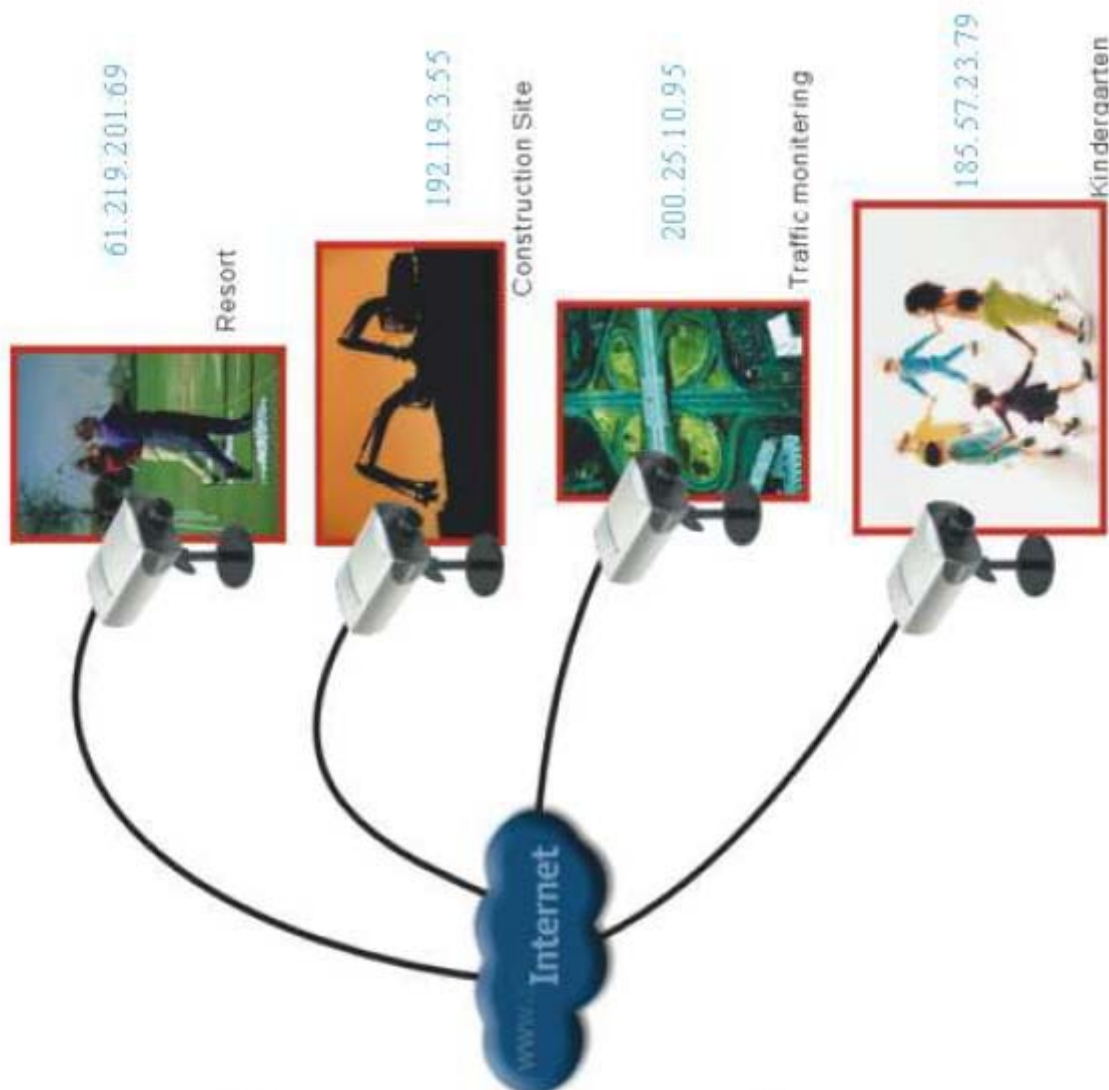 61.219.201.69
Resort
192.19.3.55
Construction Site
200.25.10.95
Traffic monitering
185.57.23.79
Kindergarten
www.
Internet